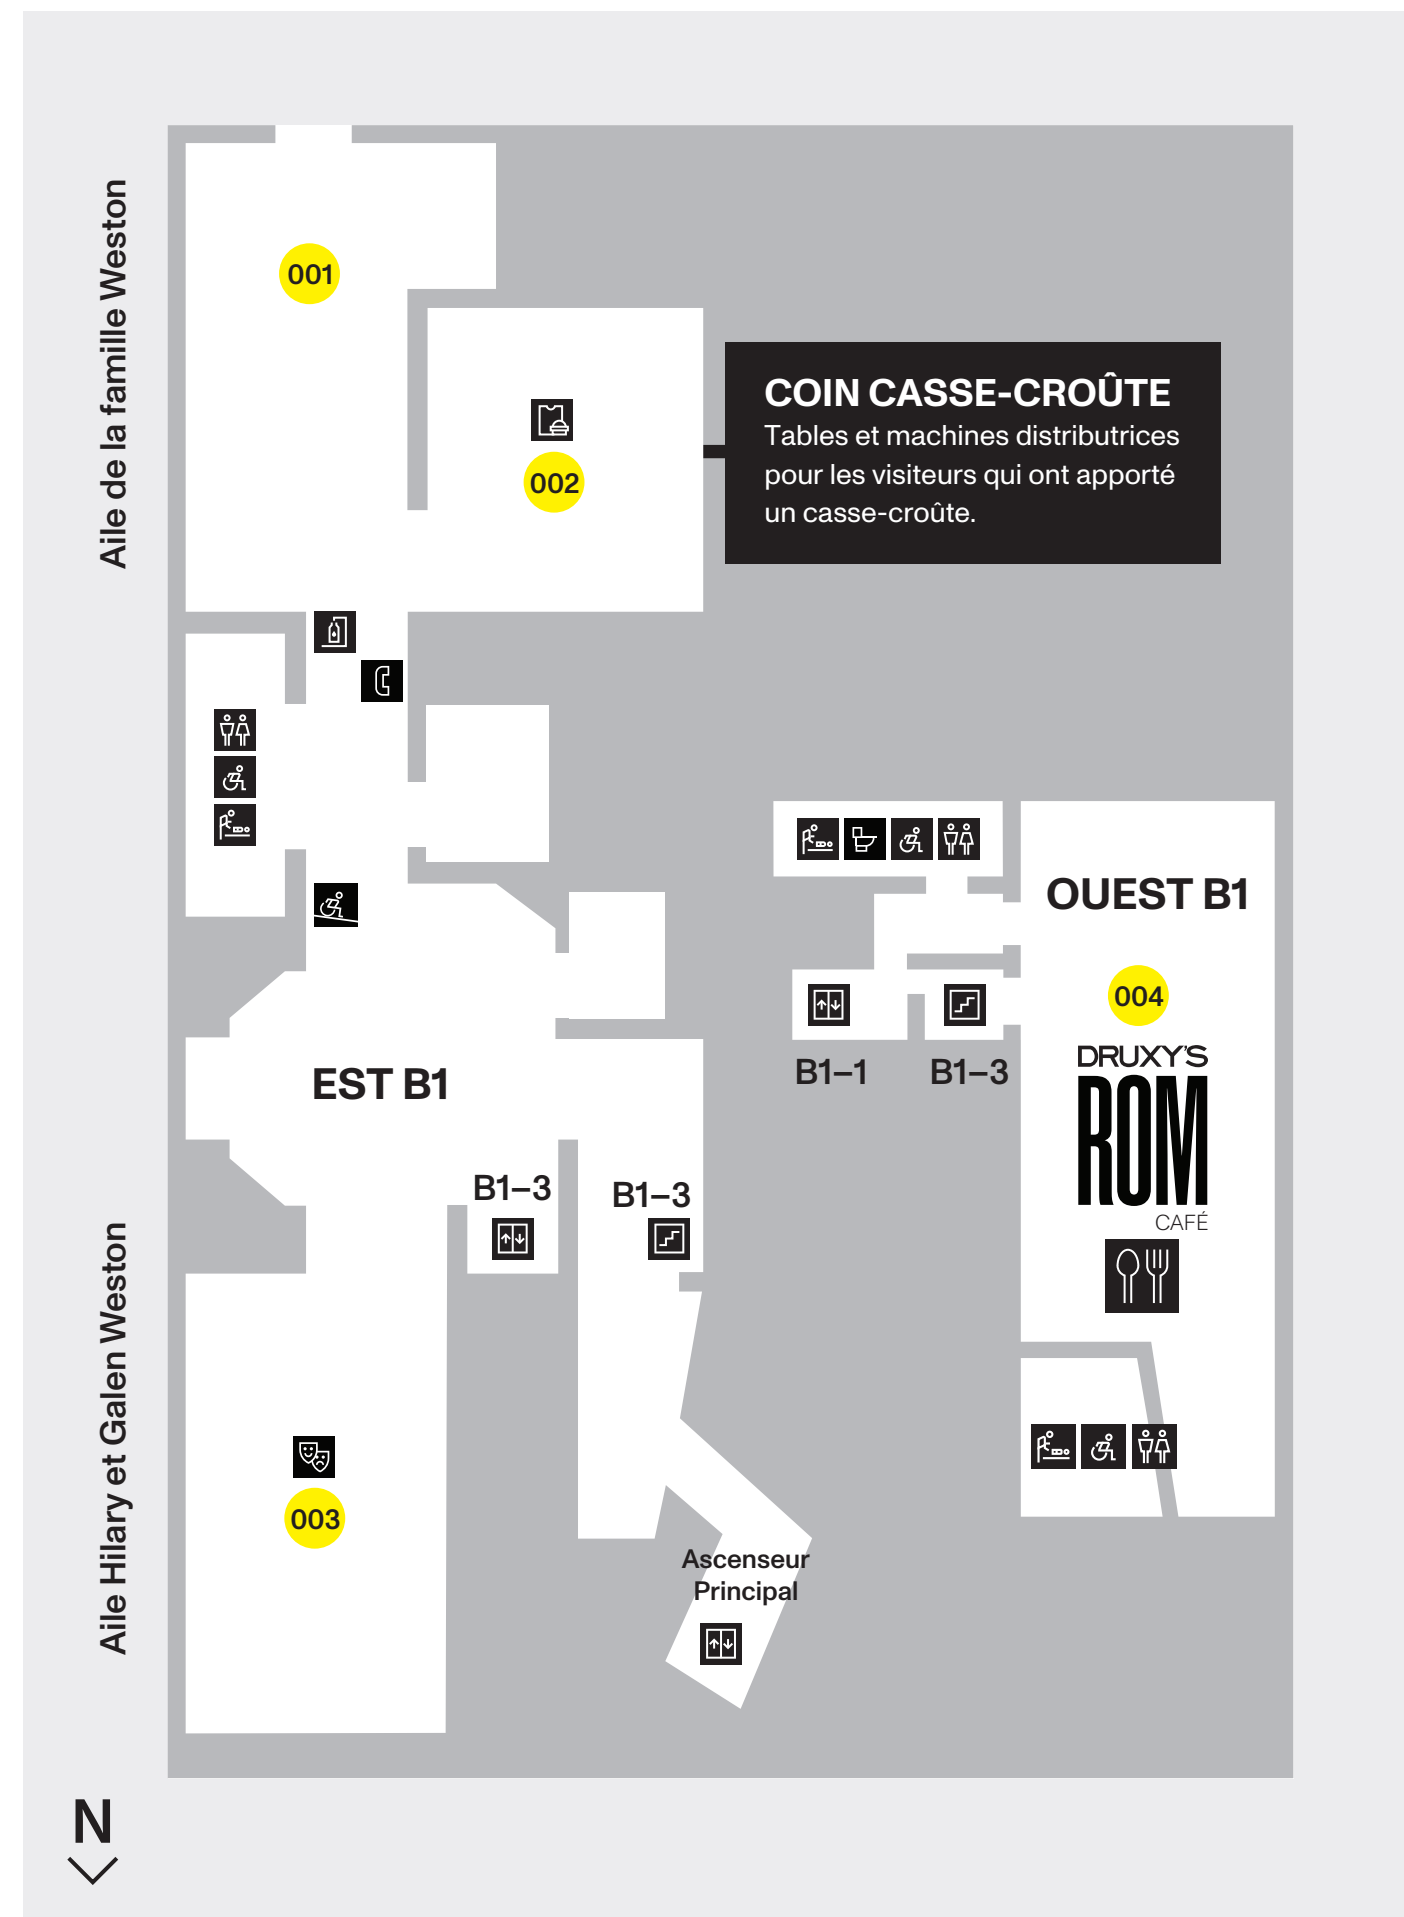 Aile de la famille Weston
001
002
COIN CASSE-CROÛTE
Tables et machines distributrices
pour les visiteurs qui ont apporté
un casse-croûte.
OUEST B1
004
DRUXY'S
ROM
CAFÉ
B1–1
B1–3
EST B1
B1–3
B1–3
Aile Hilary et Galen Weston
003
Ascenseur
Principal
N